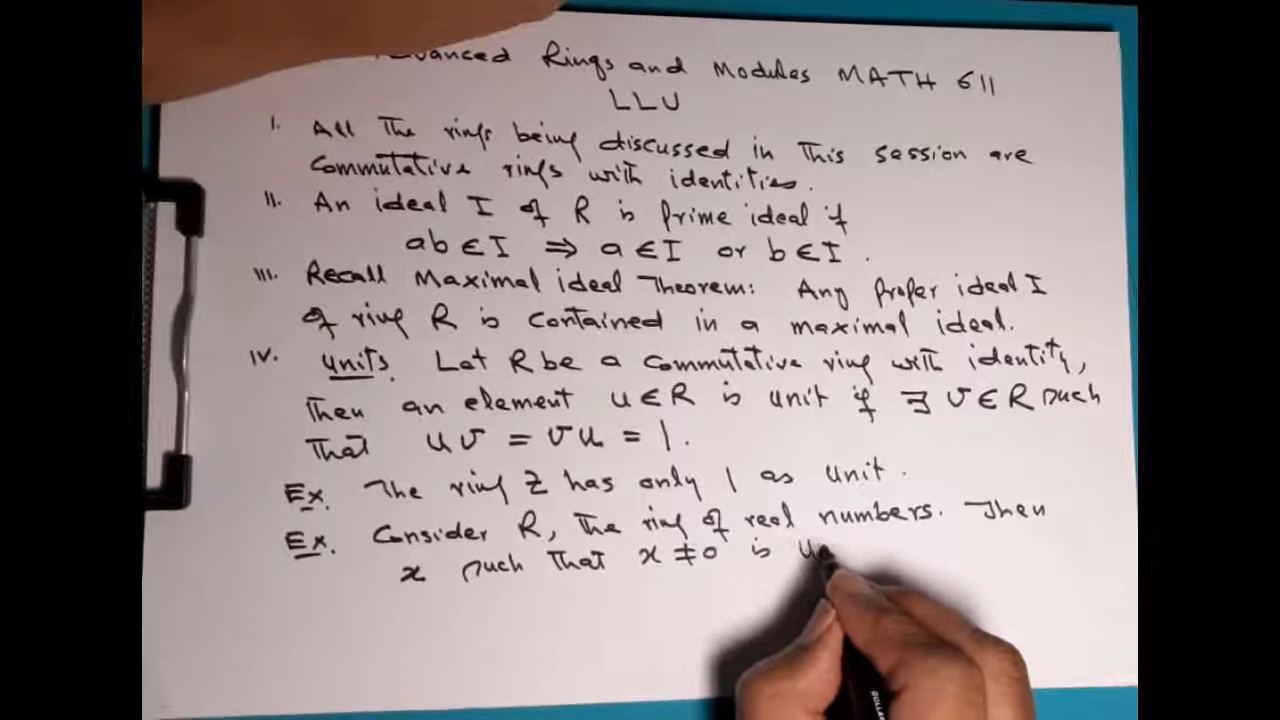 Advanced Rings and Modules MATH 611
LLU
I. All The rings being discussed in This session are
Commutative rings with identities.
II. An ideal I of R is prime ideal if
ab ∈ I ⇒ a ∈ I or b ∈ I.
III. Recall Maximal ideal Theorem: Any proper ideal I
of ring R is contained in a maximal ideal.
IV. Units. Let R be a commutative ring with identity,
Then an element u ∈ R is unit if ∃ v ∈ R such
That uv = vu = 1.
Ex. The ring Z has only 1 as unit.
Ex. Consider R, The ring of real numbers. Then
x such That x ≠ 0 is